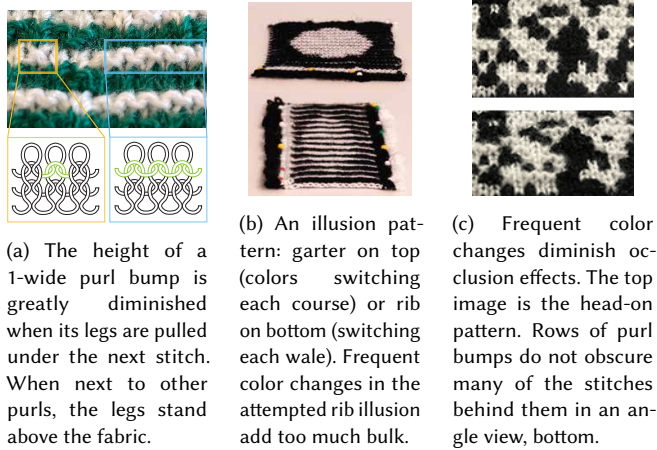 (a) The height of a
1-wide purl bump is
greatly diminished
when its legs are pulled
under the next stitch.
When next to other
purls, the legs stand
above the fabric.
(b) An illusion pat-
tern: garter on top
(colors switching
each course) or rib
on bottom (switching
each wale). Frequent
color changes in the
attempted rib illusion
add too much bulk.
(c) Frequent color
changes diminish oc-
clusion effects. The top
image is the head-on
pattern. Rows of purl
bumps do not obscure
many of the stitches
behind them in an an-
gle view, bottom.